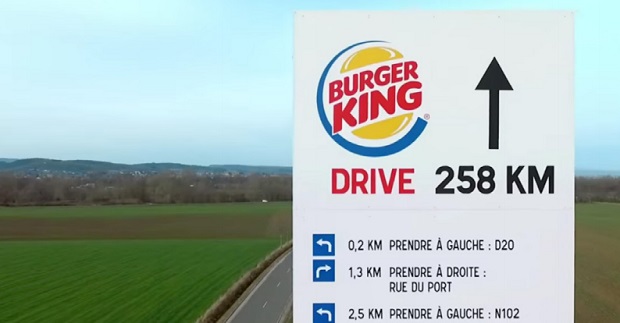 BURGER
KING
®
DRIVE 258 KM
0,2 KM PRENDRE À GAUCHE : D20
1,3 KM PRENDRE À DROITE :
RUE DU PORT
2,5 KM PRENDRE À GAUCHE : N102